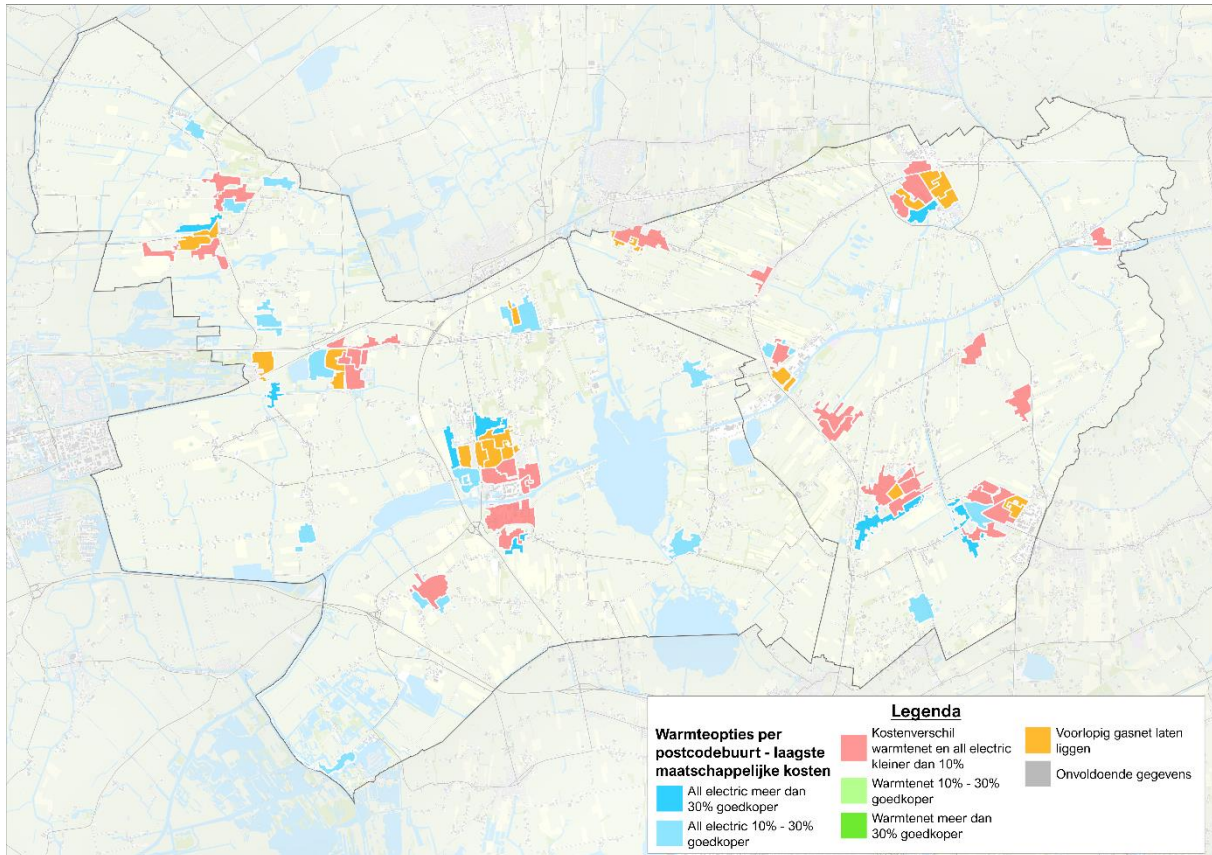 Legenda
Warmteopties per
postcodebuurt - laagste
maatschappelijke kosten
All electric meer dan
30% goedkoper
All electric 10% - 30%
goedkoper
Kostenverschil
warmtenet en all electric
kleiner dan 10%
Warmtenet 10% - 30%
goedkoper
Warmtenet meer dan
30% goedkoper
Voorlopig gasnet laten
liggen
Onvoldoende gegevens